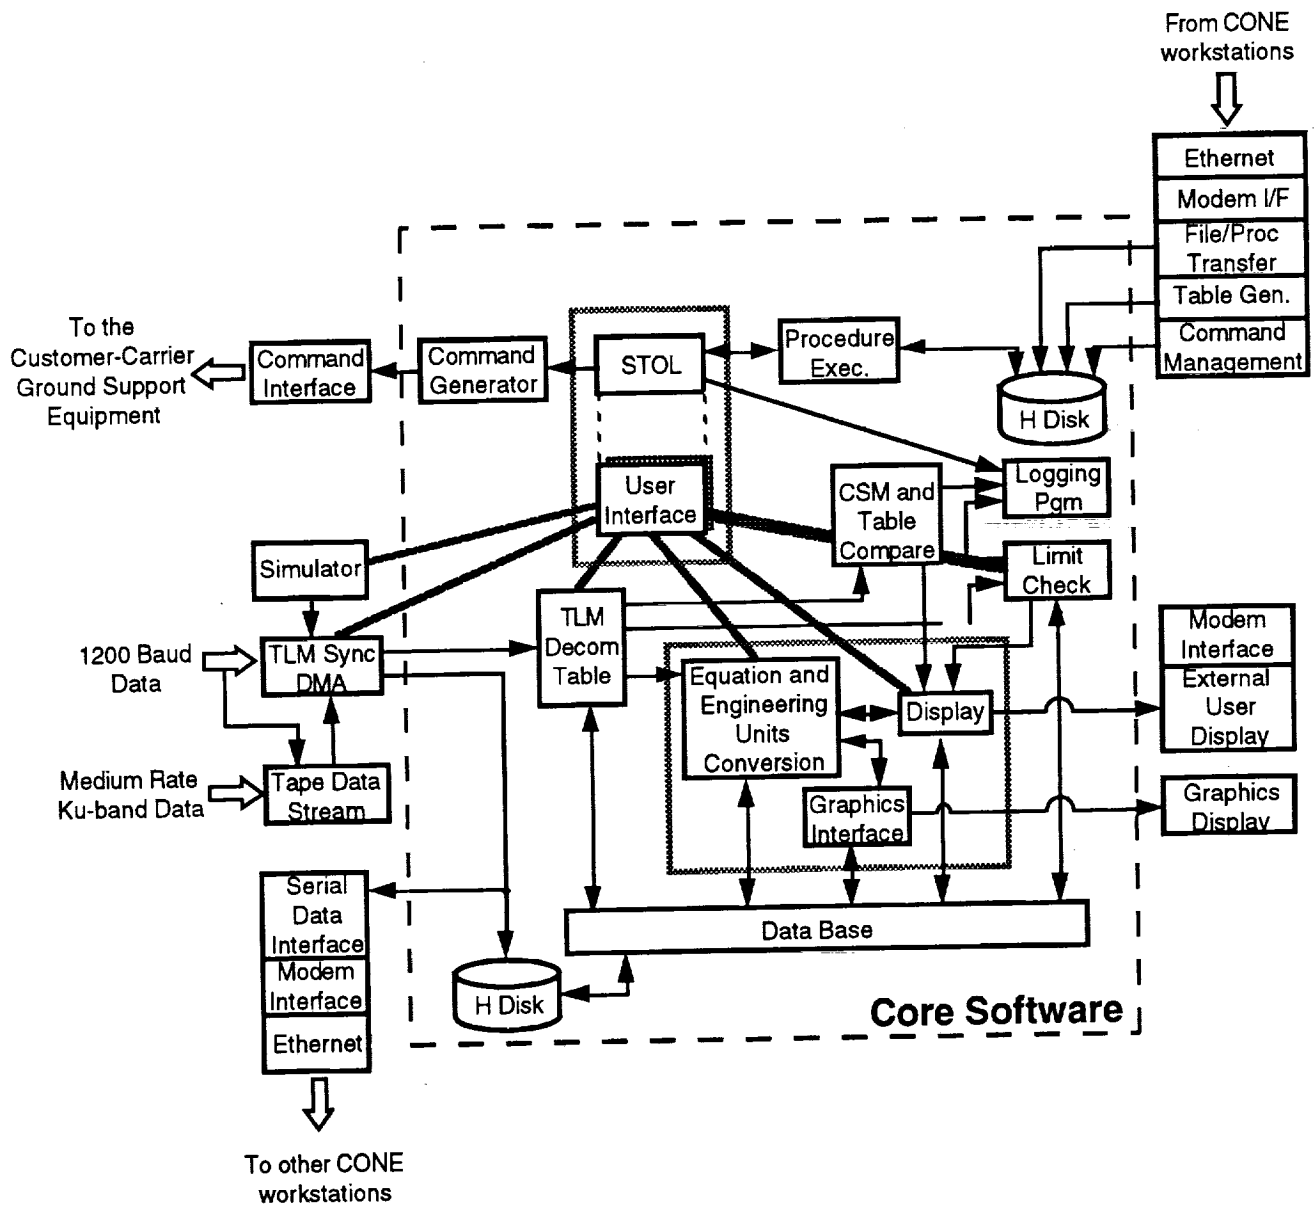 From CONE
workstations
Ethernet
Modem I/F
File/Proc
Transfer
Table Gen.
Command
Management
To the
Customer-Carrier
Ground Support
Equipment
Command
Interface
Command
Generator
STOL
Procedure
Exec.
H Disk
User
Interface
CSM and
Table
Compare
Logging
Pgm
Limit
Check
Simulator
1200 Baud
Data
TLM Sync
DMA
TLM
Decom
Table
Equation and
Engineering
Units
Conversion
Display
Modem
Interface
External
User
Display
Medium Rate
Ku-band Data
Tape Data
Stream
Graphics
Interface
Graphics
Display
Serial
Data
Interface
Modem
Interface
Ethernet
Data Base
H Disk
Core Software
To other CONE
workstations